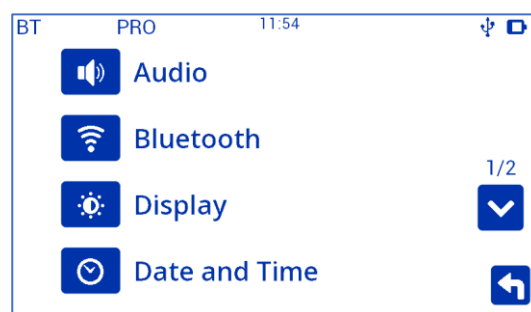 BT PRO 11:54
Audio
Bluetooth
1/2
Display
Date and Time